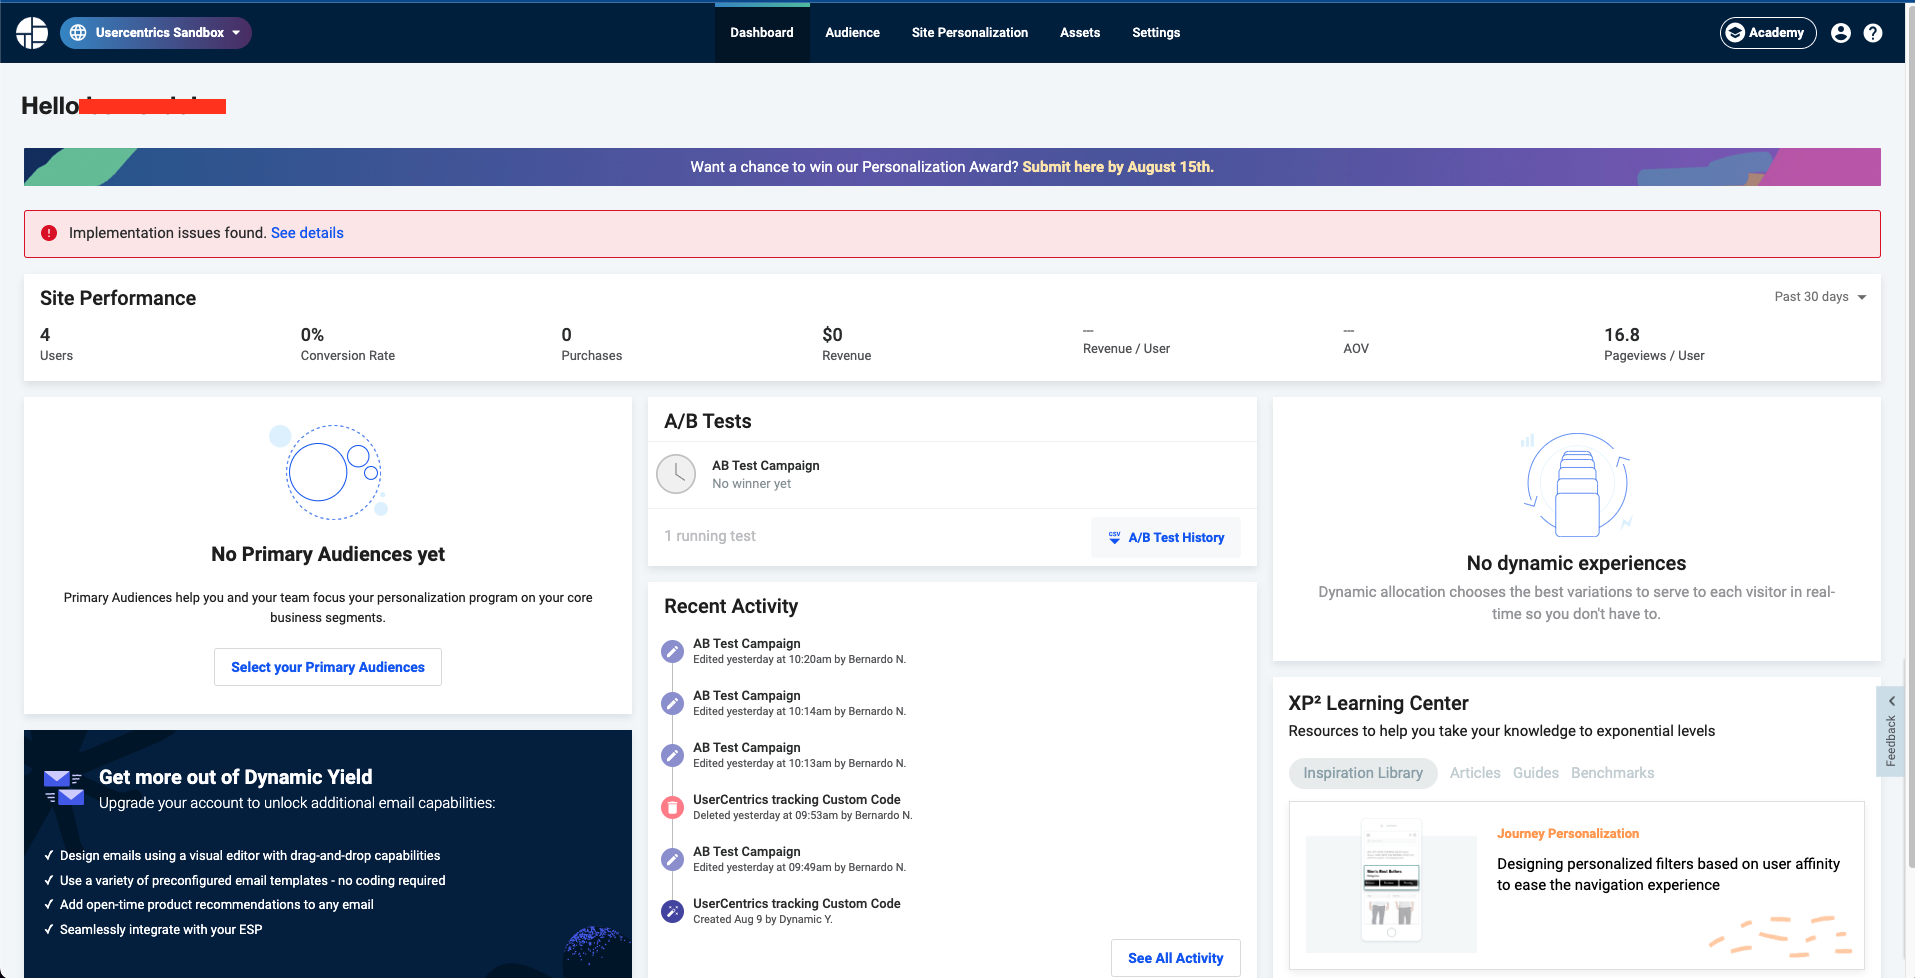 Usercentrics Sandbox
Dashboard
Audience
Site Personalization
Assets
Settings
Academy
?
Hello
Want a chance to win our Personalization Award? Submit here by August 15th.
Implementation issues found. See details
Site Performance
Past 30 days
4
Users
0%
Conversion Rate
0
Purchases
$0
Revenue
—
Revenue / User
—
AOV
16.8
Pageviews / User
No Primary Audiences yet
Primary Audiences help you and your team focus your personalization program on your core
business segments.
Select your Primary Audiences
Get more out of Dynamic Yield
Upgrade your account to unlock additional email capabilities:
✓ Design emails using a visual editor with drag-and-drop capabilities
✓ Use a variety of preconfigured email templates - no coding required
✓ Add open-time product recommendations to any email
✓ Seamlessly integrate with your ESP
A/B Tests
AB Test Campaign
No winner yet
1 running test
CSV
A/B Test History
Recent Activity
AB Test Campaign
Edited yesterday at 10:20am by Bernardo N.
AB Test Campaign
Edited yesterday at 10:14am by Bernardo N.
AB Test Campaign
Edited yesterday at 10:13am by Bernardo N.
UserCentrics tracking Custom Code
Deleted yesterday at 09:53am by Bernardo N.
AB Test Campaign
Edited yesterday at 09:49am by Bernardo N.
UserCentrics tracking Custom Code
Created Aug 9 by Dynamic Y.
See All Activity
No dynamic experiences
Dynamic allocation chooses the best variations to serve to each visitor in real-
time so you don't have to.
XP² Learning Center
Resources to help you take your knowledge to exponential levels
Inspiration Library
Articles
Guides
Benchmarks
Men's Best Sellers
Journey Personalization
Designing personalized filters based on user affinity
to ease the navigation experience
Feedback